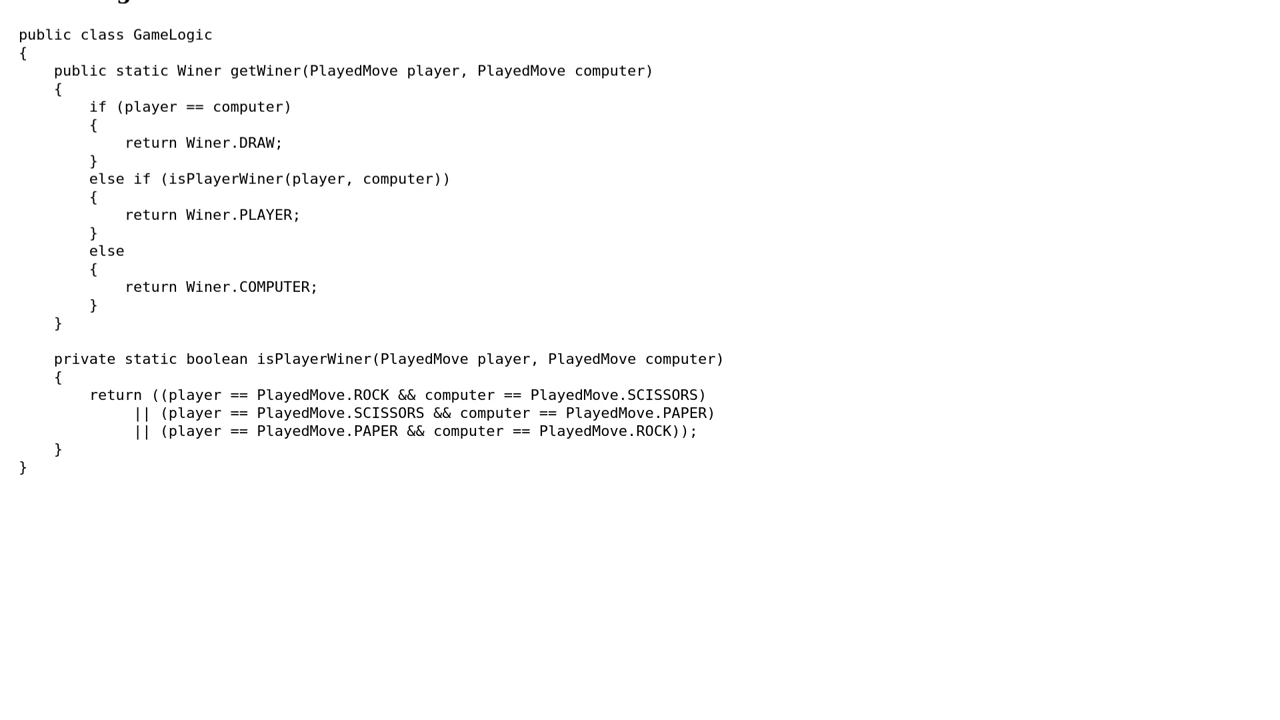 public class GameLogic
{
    public static Winer getWiner(PlayedMove player, PlayedMove computer)
    {
        if (player == computer)
        {
            return Winer.DRAW;
        }
        else if (isPlayerWiner(player, computer))
        {
            return Winer.PLAYER;
        }
        else
        {
            return Winer.COMPUTER;
        }
    }

    private static boolean isPlayerWiner(PlayedMove player, PlayedMove computer)
    {
        return ((player == PlayedMove.ROCK && computer == PlayedMove.SCISSORS)
             || (player == PlayedMove.SCISSORS && computer == PlayedMove.PAPER)
             || (player == PlayedMove.PAPER && computer == PlayedMove.ROCK));
    }
}